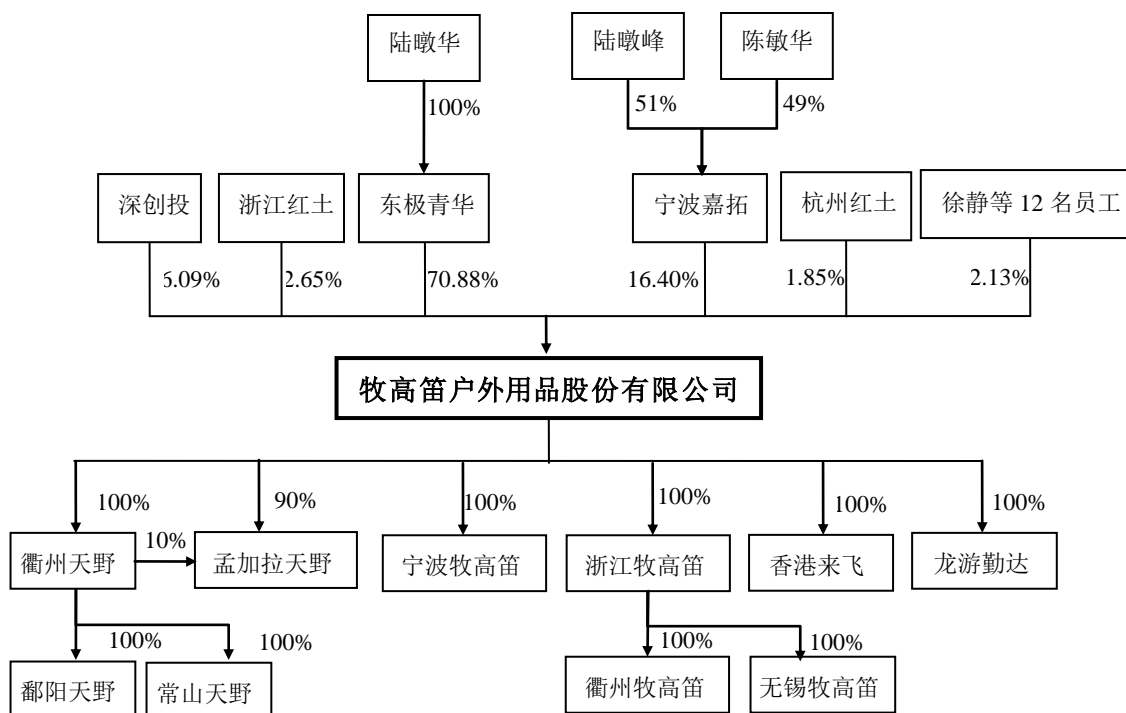 陆暾华
陆暾峰
陈敏华
100%
51%
49%
深创投
浙江红土
东极青华
宁波嘉拓
杭州红土
徐静等 12 名员工
6.09%
2.65%
70.88%
16.40%
1.85%
2.13%
牧高笛户外用品股份有限公司
100%
90%
100%
100%
100%
100%
衢州天野
10%
孟加拉天野
宁波牧高笛
浙江牧高笛
香港来飞
龙游勤达
100%
100%
100%
100%
鄱阳天野
常山天野
衢州牧高笛
无锡牧高笛